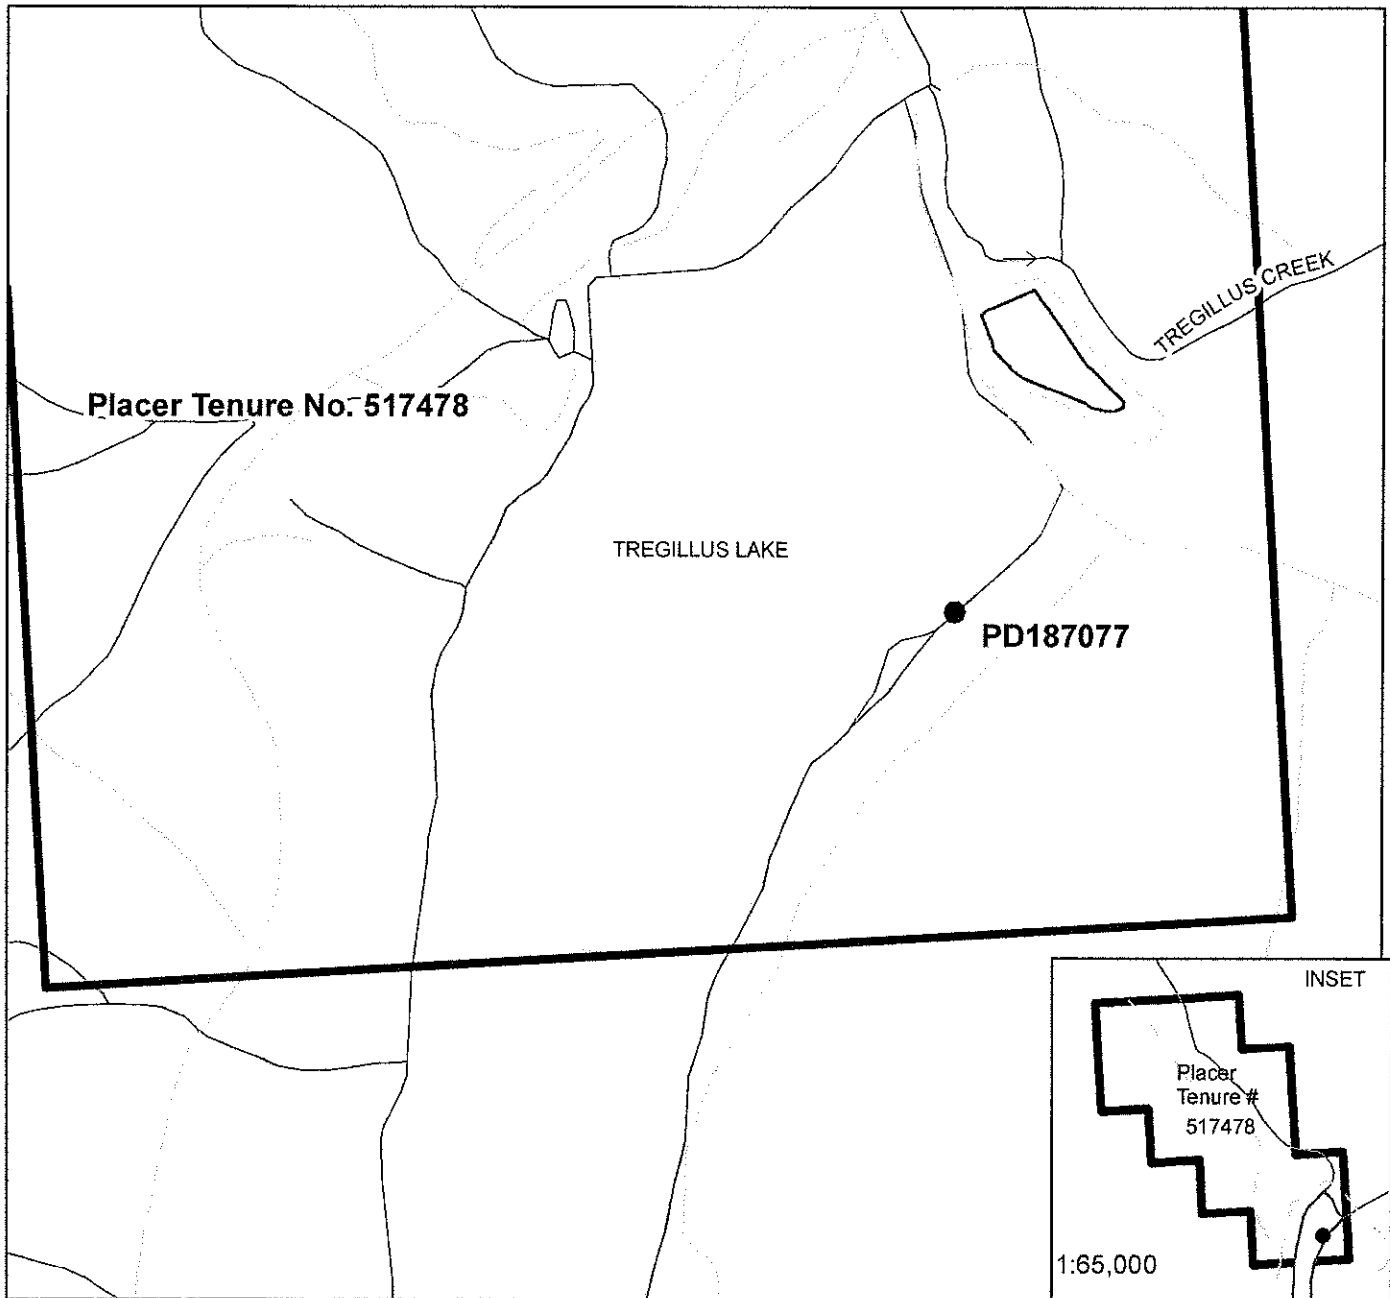 TREGILLUS CREEK
Placer Tenure No. 517478
TREGILLUS LAKE
PD187077
INSET
Placer
Tenure #
517478
1:65,000